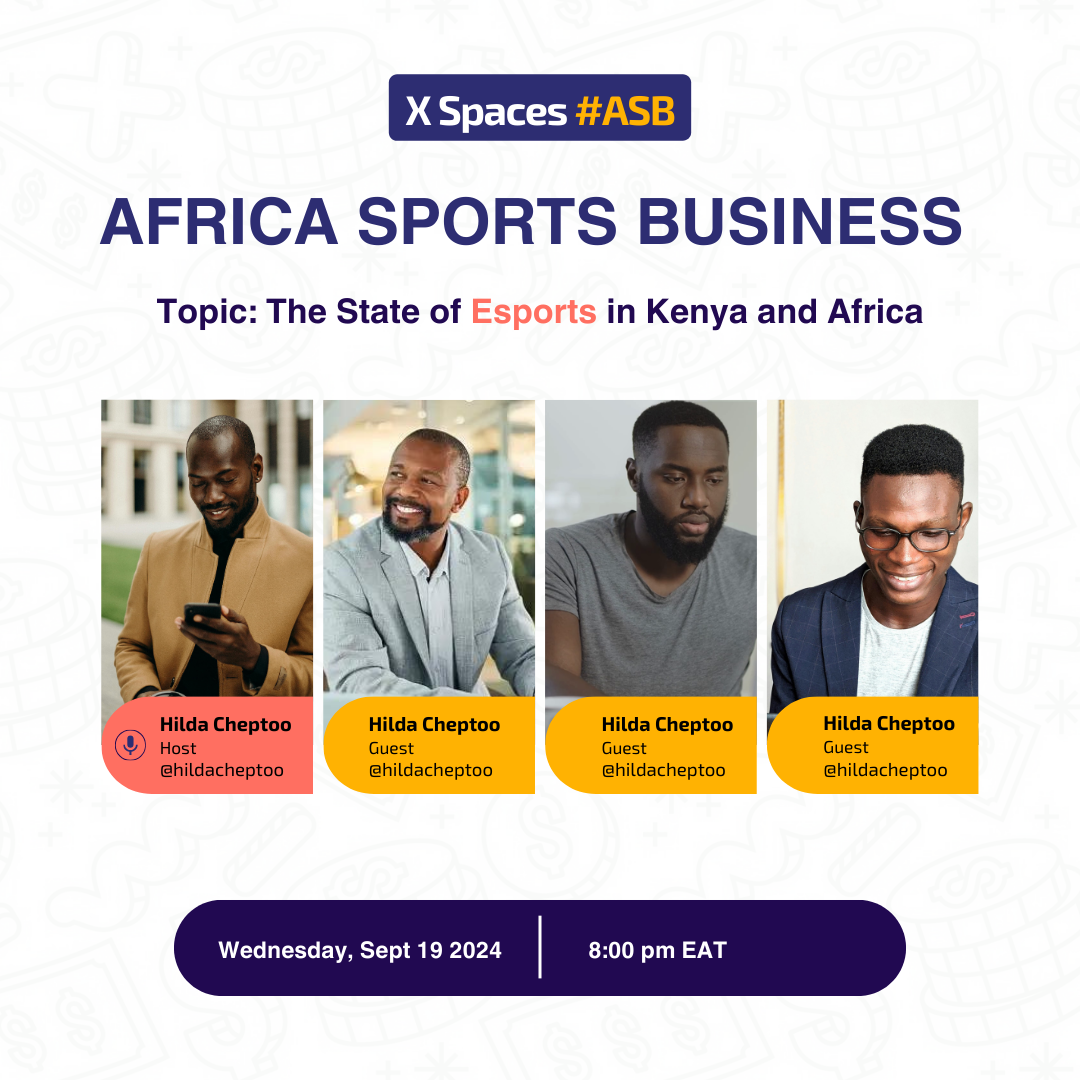 X Spaces #ASB
AFRICA SPORTS BUSINESS
Topic: The State of Esports in Kenya and Africa
Hilda Cheptoo
Host
@hildacheptoo
Hilda Cheptoo
Guest
@hildacheptoo
Hilda Cheptoo
Guest
@hildacheptoo
Hilda Cheptoo
Guest
@hildacheptoo
Wednesday, Sept 19 2024
8:00 pm EAT